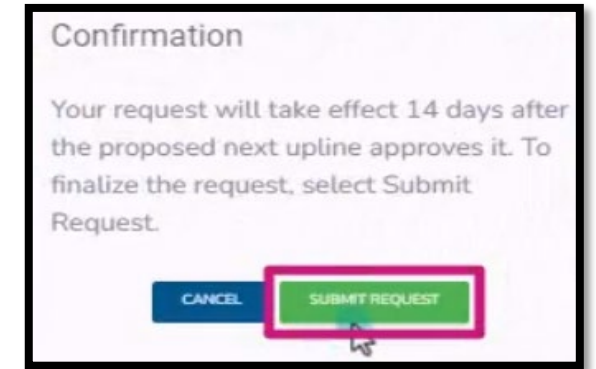 Confirmation
Your request will take effect 14 days after
the proposed next upline approves it. To
finalize the request, select Submit
Request.
CANCEL SUBMIT REQUEST